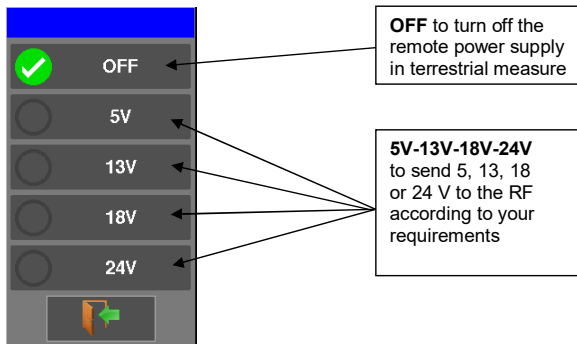 OFF
5V
13V
18V
24V
OFF to turn off the
remote power supply
in terrestrial measure
5V-13V-18V-24V
to send 5, 13, 18
or 24 V to the RF
according to your
requirements